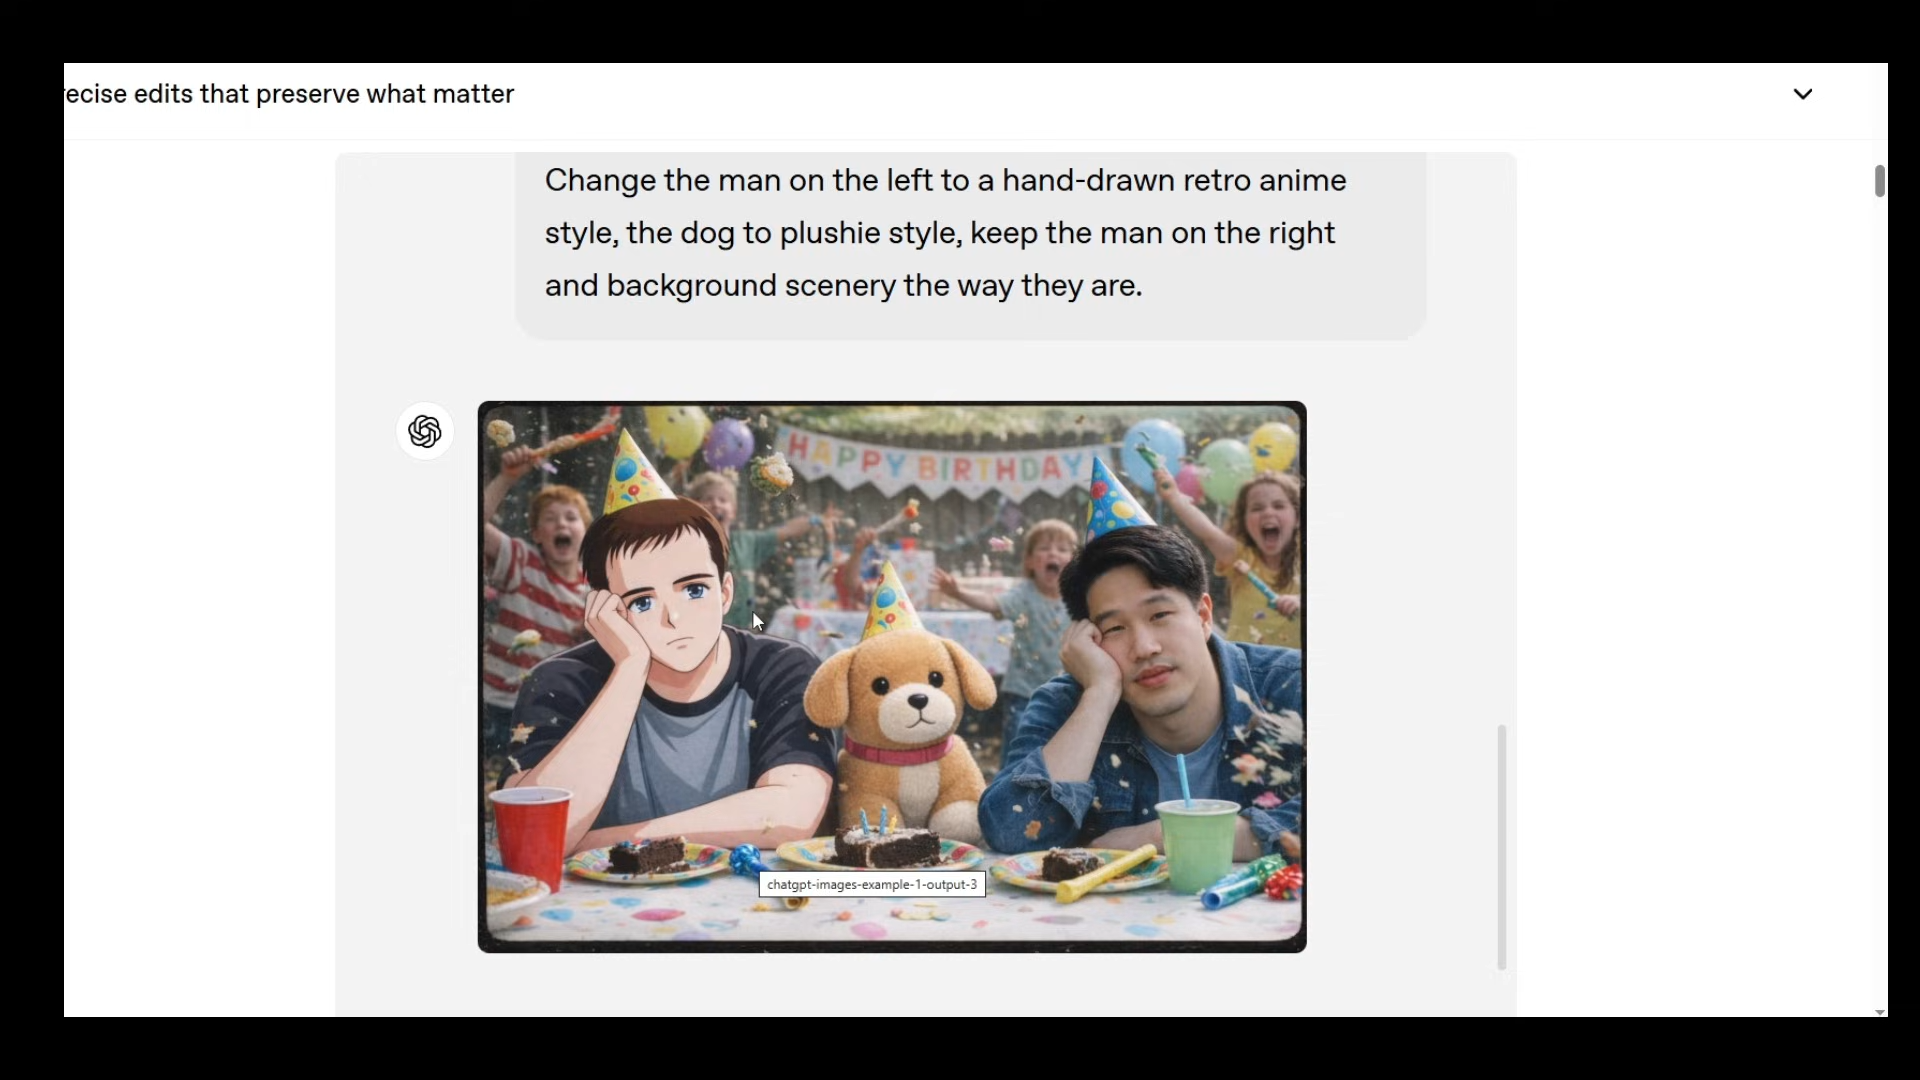 recise edits that preserve what matter
Change the man on the left to a hand-drawn retro anime
style, the dog to plushie style, keep the man on the right
and background scenery the way they are.
HAPPY BIRTHDAY
chatgpt-images-example-1-output-3